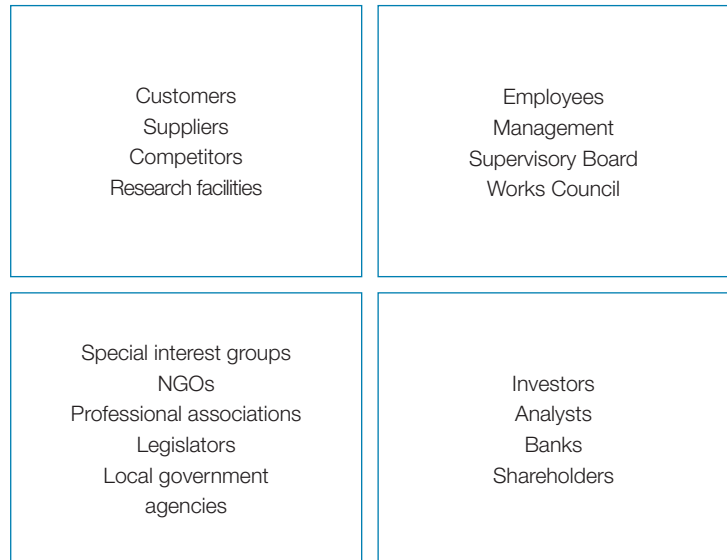 Customers
Suppliers
Competitors
Research facilities
Employees
Management
Supervisory Board
Works Council
Special interest groups
NGOs
Professional associations
Legislators
Local government
agencies
Investors
Analysts
Banks
Shareholders